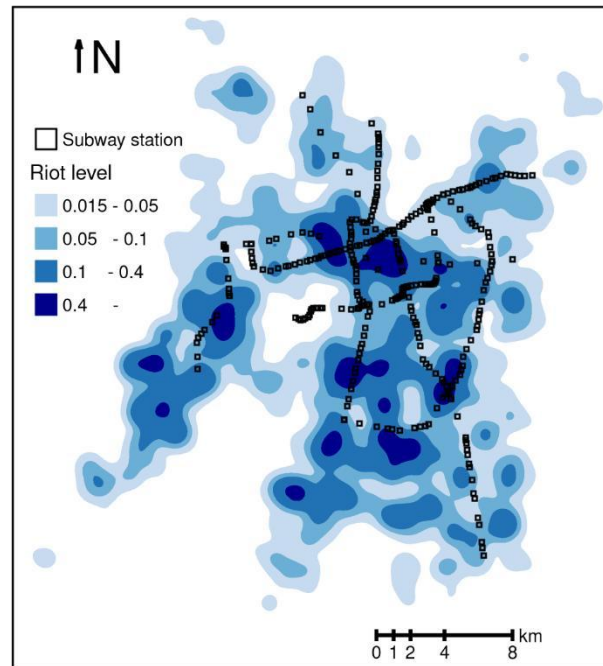 N
Subway station
Riot level
0.015 - 0.05
0.05 - 0.1
0.1 - 0.4
0.4 -
km
0 1 2 4 8